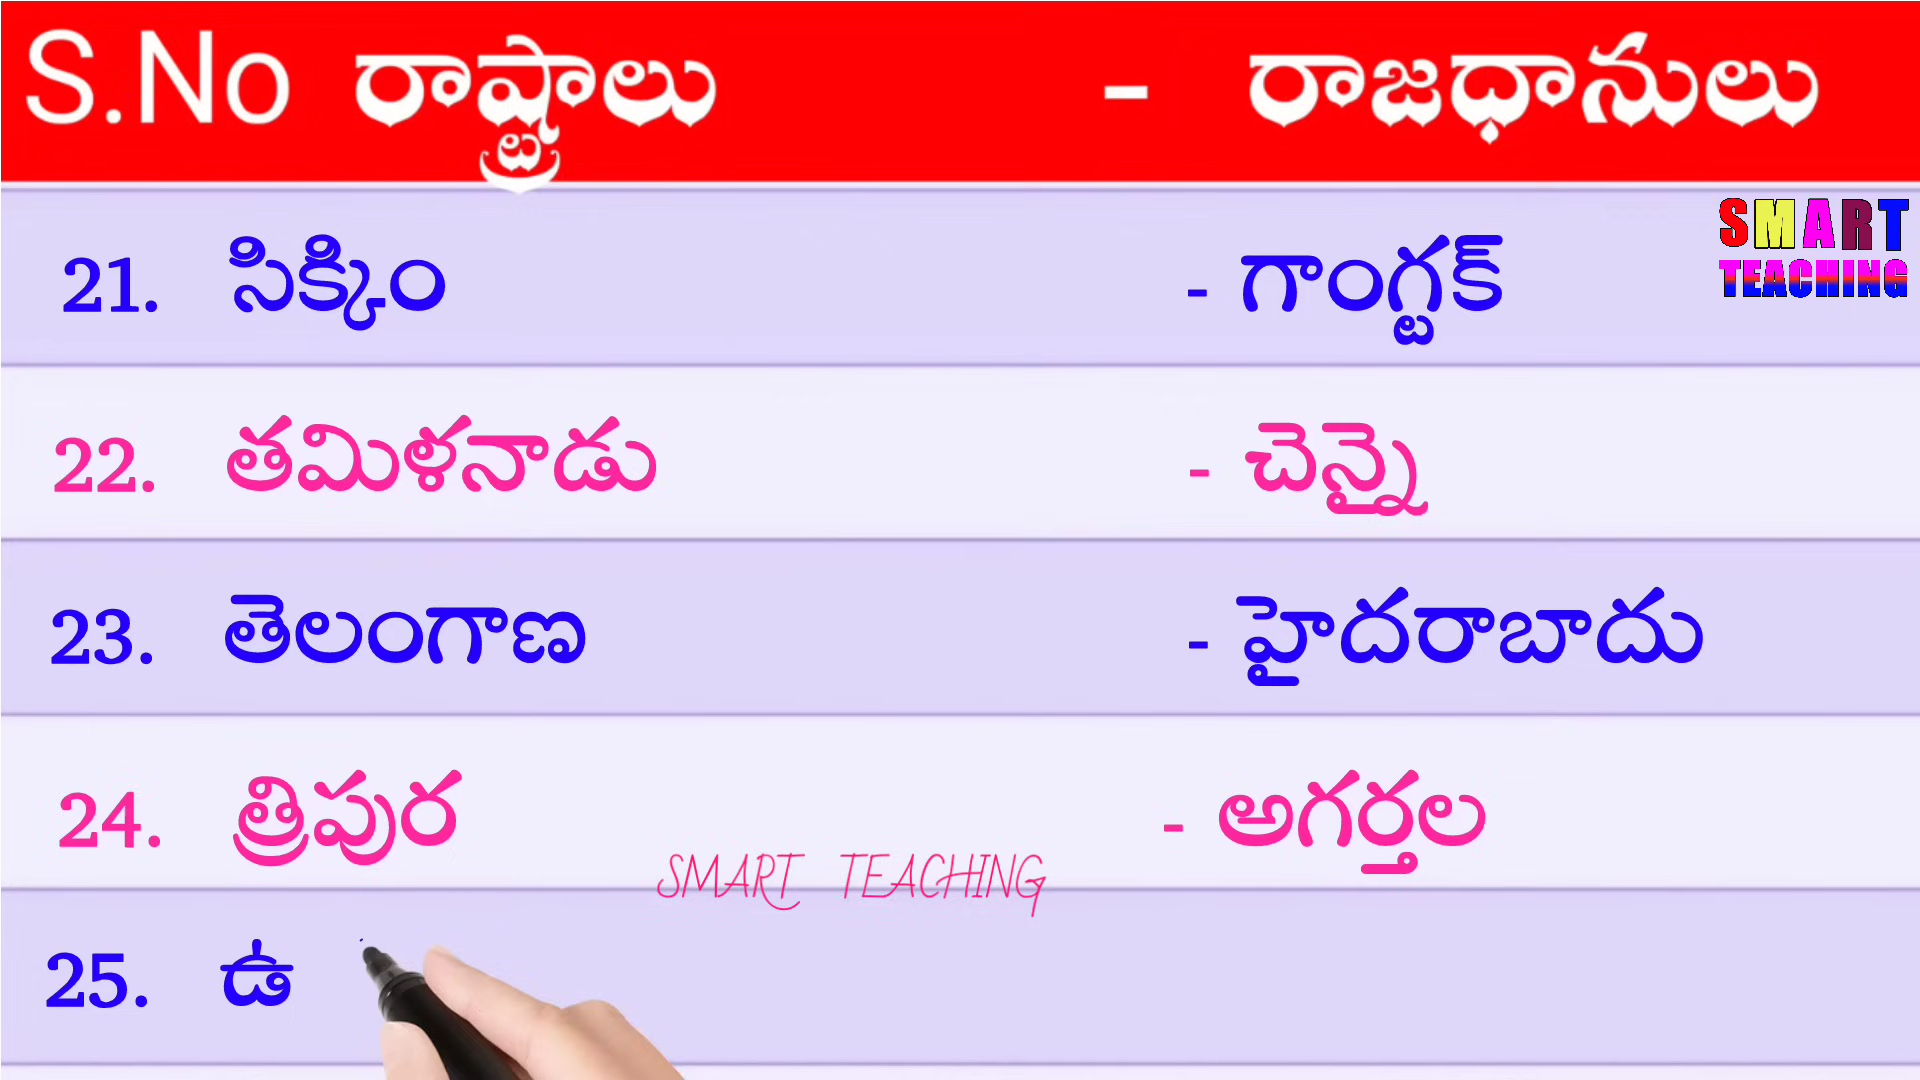 S.No రాష్ట్రాలు - రాజధానులు
SMART
TEACHING
21. సిక్కిం - గాంగ్టక్
22. తమిళనాడు - చెన్నై
23. తెలంగాణ - హైదరాబాదు
24. త్రిపుర - అగర్తల
SMART TEACHING
25. ఉ